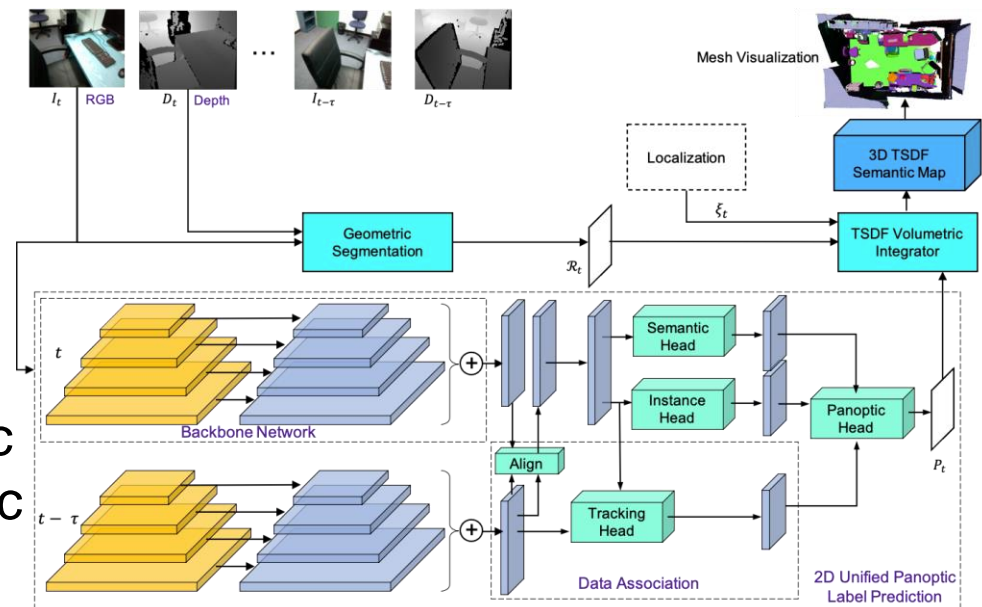 Mesh Visualization
I_t RGB
D_t Depth
...
I_{t-τ}
D_{t-τ}
Localization
3D TSDF
Semantic Map
ξ_t
Geometric
Segmentation
R_t
TSDF Volumetric
Integrator
t
Backbone Network
+
Semantic
Head
Instance
Head
Panoptic
Head
P_t
c
c
Align
t - τ
+
Tracking
Head
Data Association
2D Unified Panoptic
Label Prediction